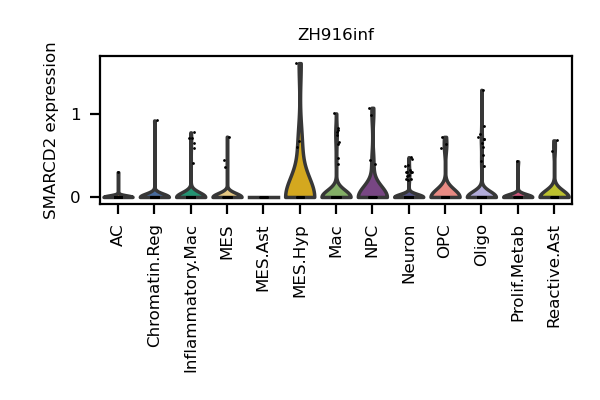 ZH916inf
SMARCD2 expression
1
0
AC
Chromatin.Reg
Inflammatory.Mac
MES
MES.Ast
MES.Hyp
Mac
NPC
Neuron
OPC
Oligo
Prolif.Metab
Reactive.Ast